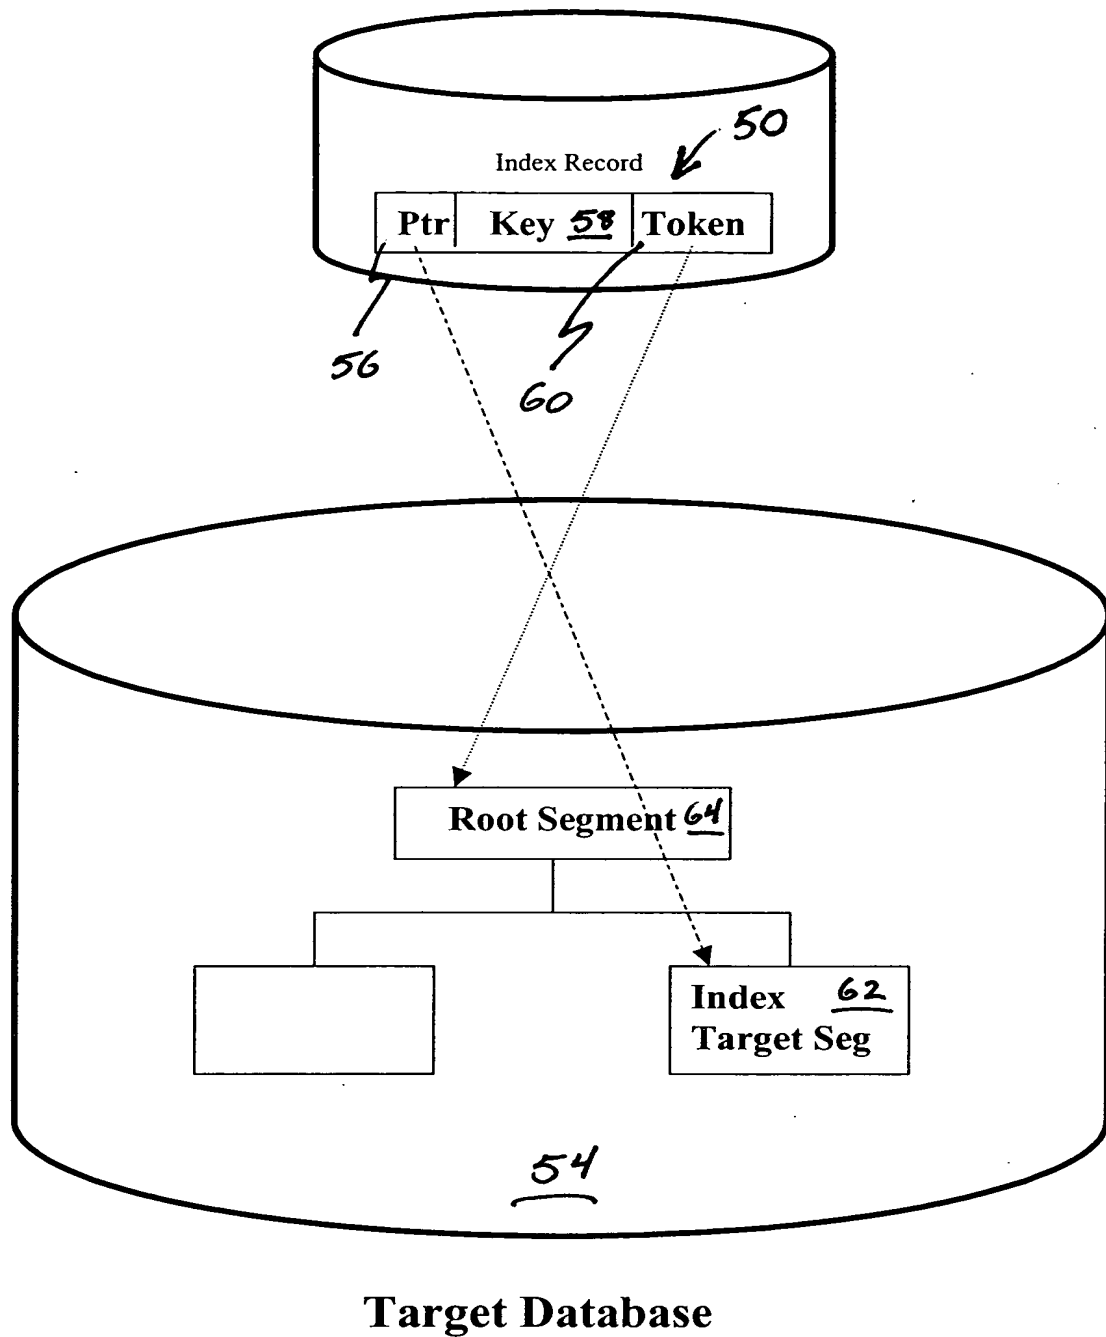 50
Index Record
Ptr Key 58 Token
56
60
Root Segment 64
Index 62
Target Seg
54
Target Database